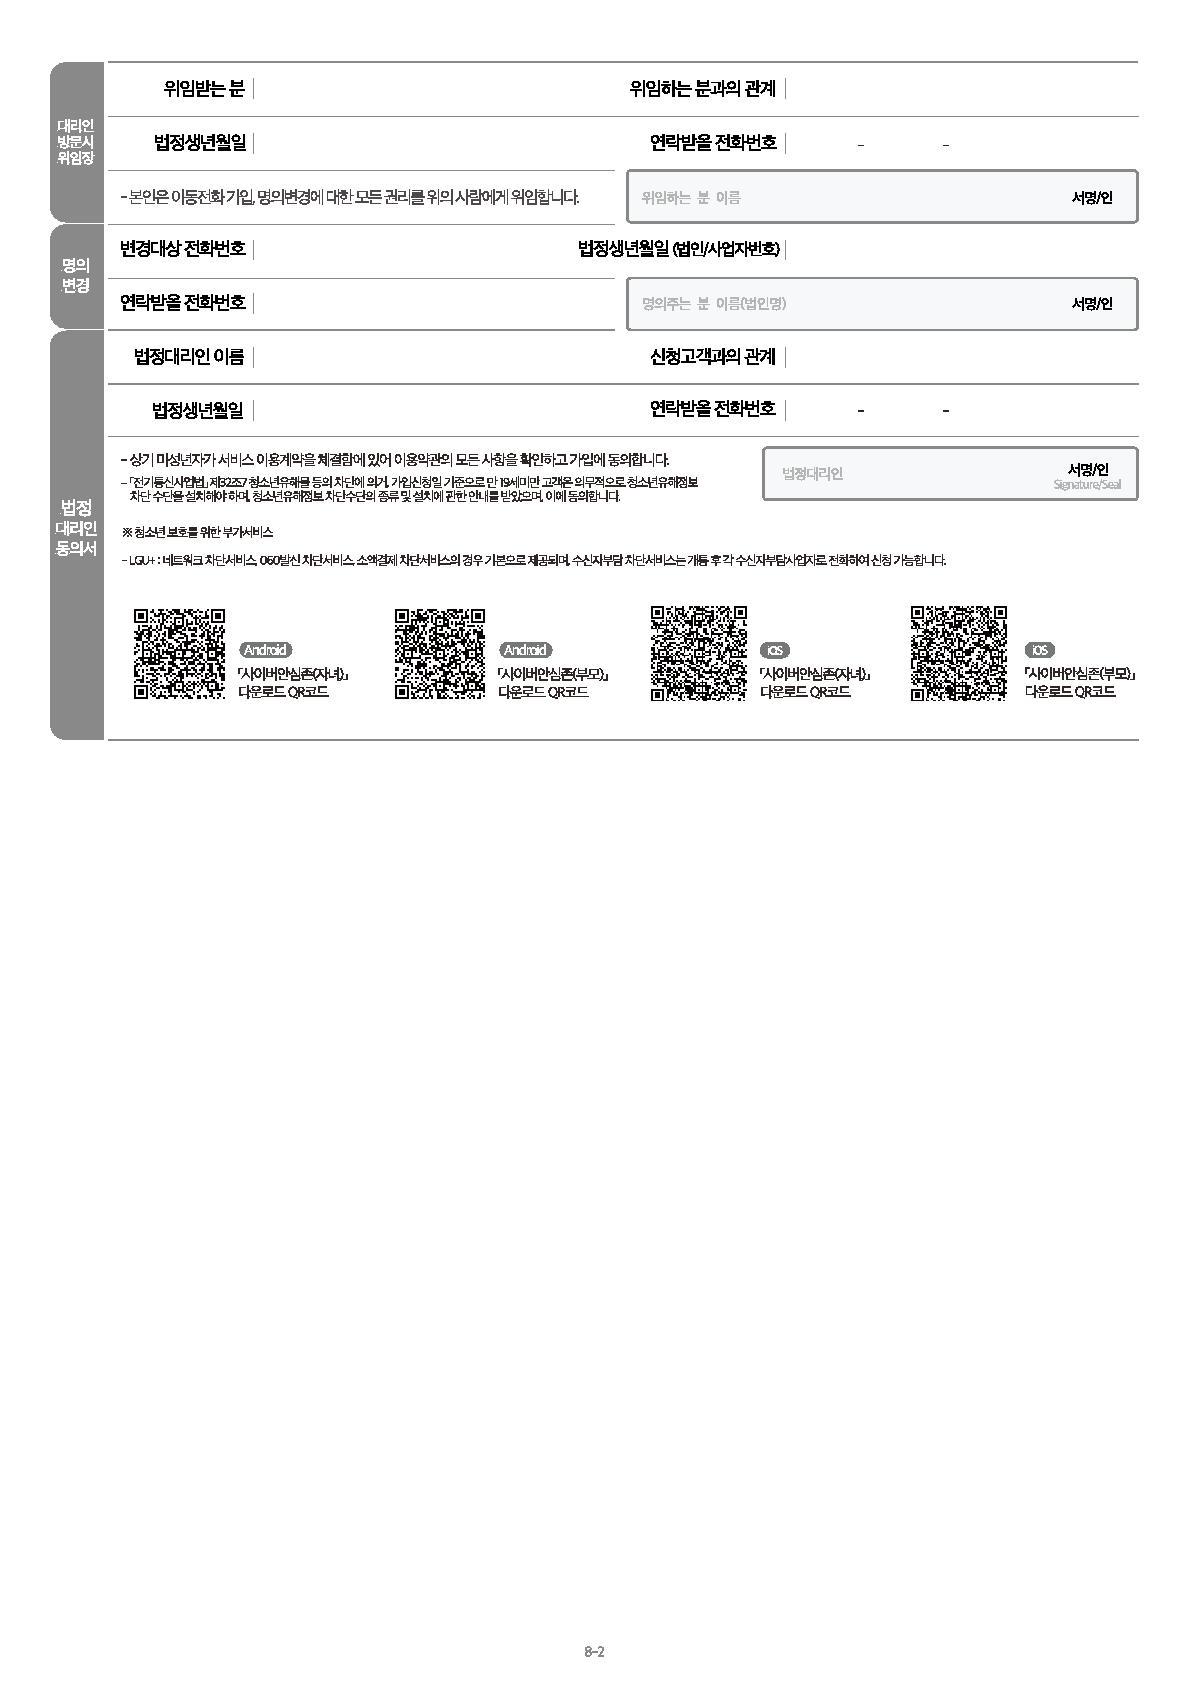 대리인
방문시
위임장
위임받는 분
위임하는 분과의 관계
법정생년월일
연락받을 전화번호 - -
- 본인은 이동전화 가입, 명의변경에 대한 모든 권리를 위의 사람에게 위임합니다.
위임하는 분 이름 서명/인
명의
변경
변경대상 전화번호
법정생년월일 (법인/사업자번호)
연락받을 전화번호
명의주는 분 이름(법인명) 서명/인
법정
대리인
동의서
법정대리인 이름
신청고객과의 관계
법정생년월일
연락받을 전화번호 - -
- 상기 미성년자가 서비스 이용계약을 체결함에 있어 이용약관의 모든 사항을 확인하고 가입에 동의합니다.
- 「전기통신사업법」 제32조7 청소년유해물 등의 차단에 의거, 가입신청일 기준으로 만 19세미만 고객은 의무적으로 청소년유해정보
차단 수단을 설치해야 하며, 청소년유해정보 차단수단의 종류 및 설치에 관한 안내를 받았으며, 이에 동의합니다.
법정대리인 서명/인
Signature/Seal
※ 청소년 보호를 위한 부가서비스
- LGU+ : 네트워크 차단서비스, 060발신 차단서비스, 소액결제 차단서비스의 경우 기본으로 제공되며, 수신자부담 차단서비스는 개통 후 각 수신자부담사업자로 전화하여 신청 가능합니다.
Android
「사이버안심존(자녀)」
다운로드 QR코드
Android
「사이버안심존(부모)」
다운로드 QR코드
iOS
「사이버안심존(자녀)」
다운로드 QR코드
iOS
「사이버안심존(부모)」
다운로드 QR코드
8-2